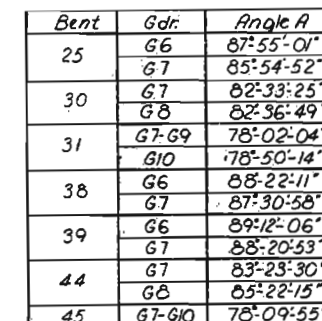 Bent Gdr. Angle A
25 G6 87°-55'-01"
G7 85°-54'-52"
30 G7 82°-33'-25"
G8 82°-36'-49"
31 G7-G9 78°-02'-04"
G10 78°-50'-14"
38 G6 88°-22'-11"
G7 87°-30'-58"
39 G6 89°-12'-06"
G7 88°-20'-53"
44 G7 83°-23'-30"
G8 85°-22'-15"
45 G7-G10 78°-09'-55"